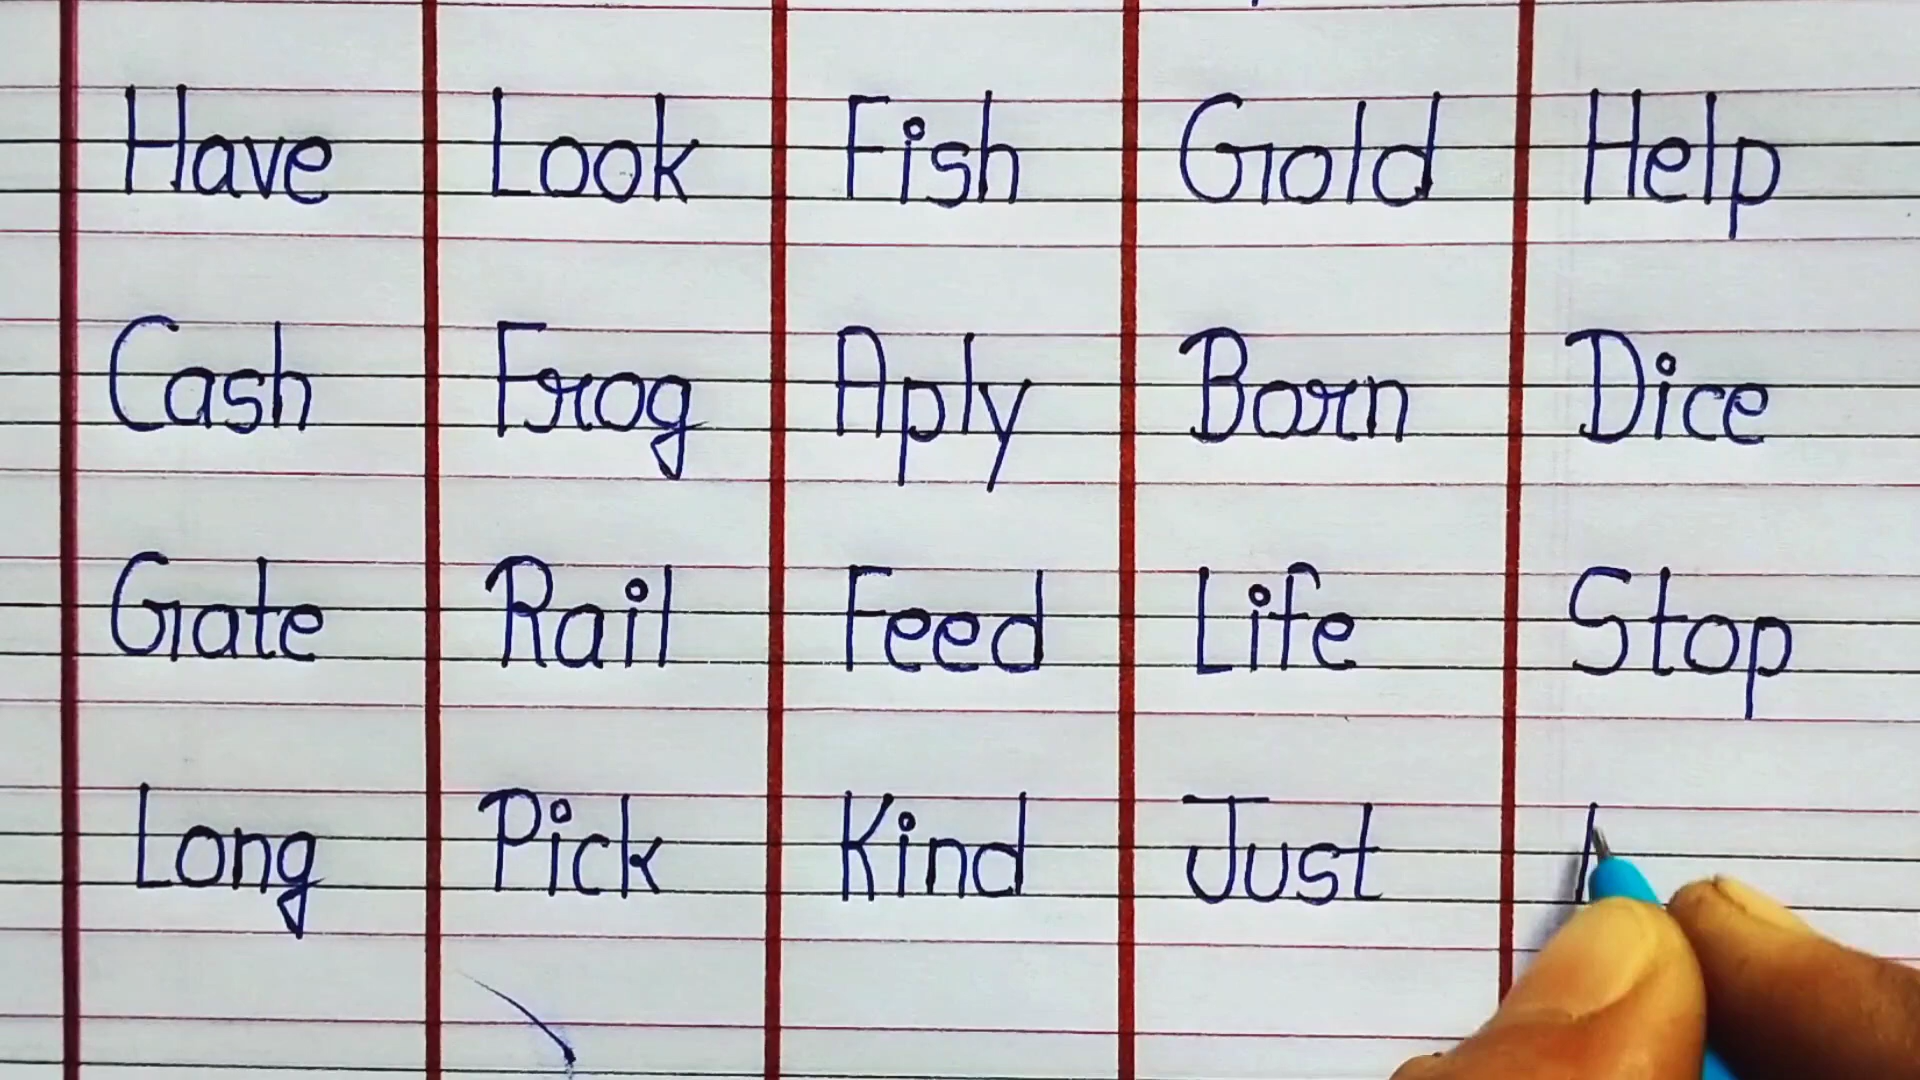 Have Look Fish Gold Help
Cash Frog Aply Born Dice
Gate Rail Feed Life Stop
Long Pick Kind Just